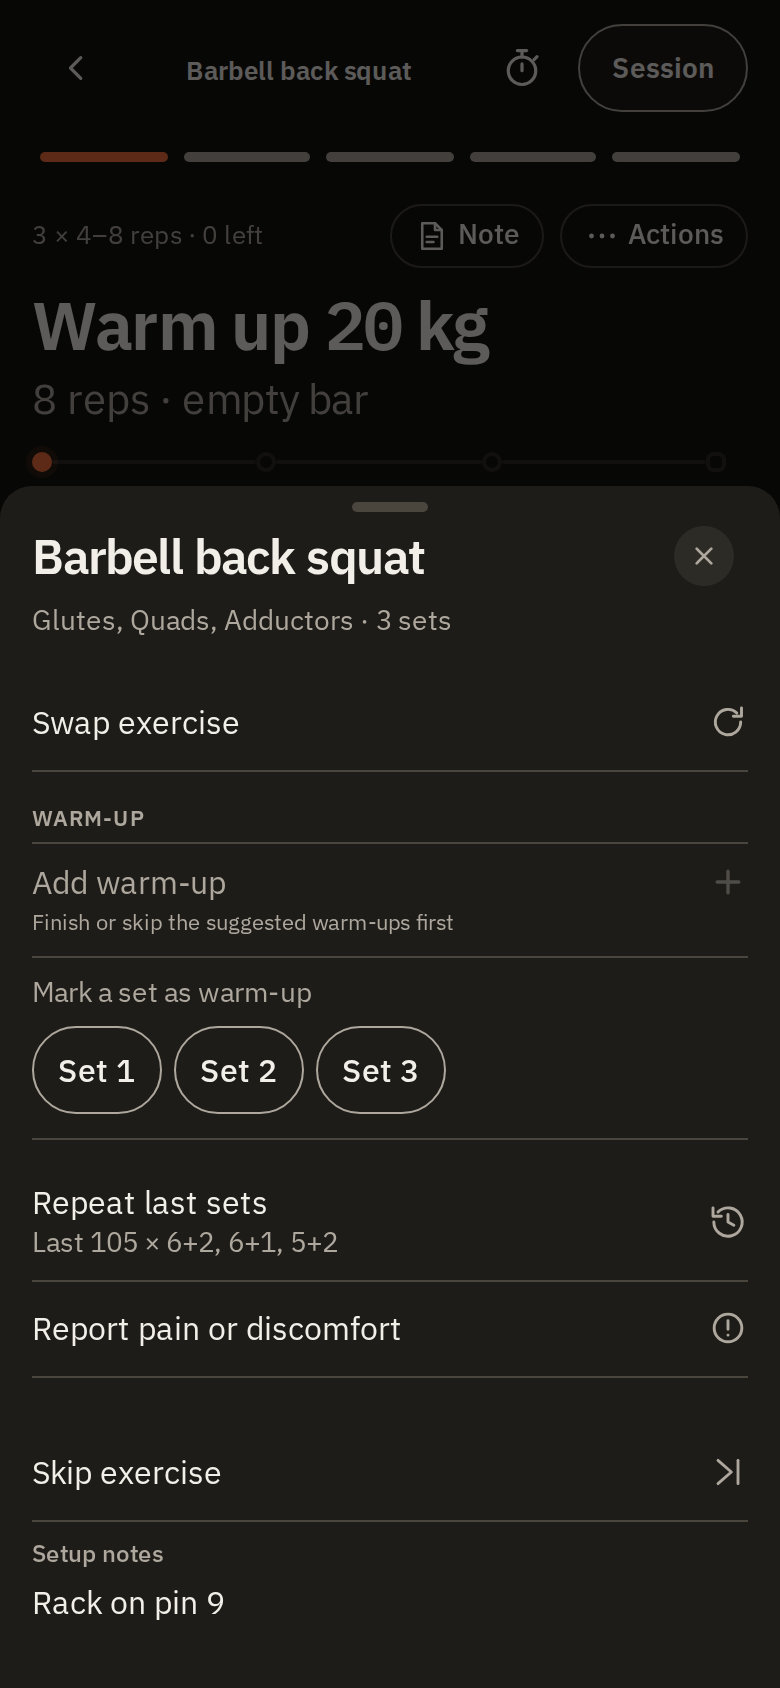 Barbell back squat
Session
3 × 4–8 reps · 0 left
Note
Actions
Warm up 20 kg
8 reps · empty bar
Barbell back squat
Glutes, Quads, Adductors · 3 sets
Swap exercise
WARM-UP
Add warm-up
Finish or skip the suggested warm-ups first
Mark a set as warm-up
Set 1
Set 2
Set 3
Repeat last sets
Last 105 × 6+2, 6+1, 5+2
Report pain or discomfort
Skip exercise
Setup notes
Rack on pin 9